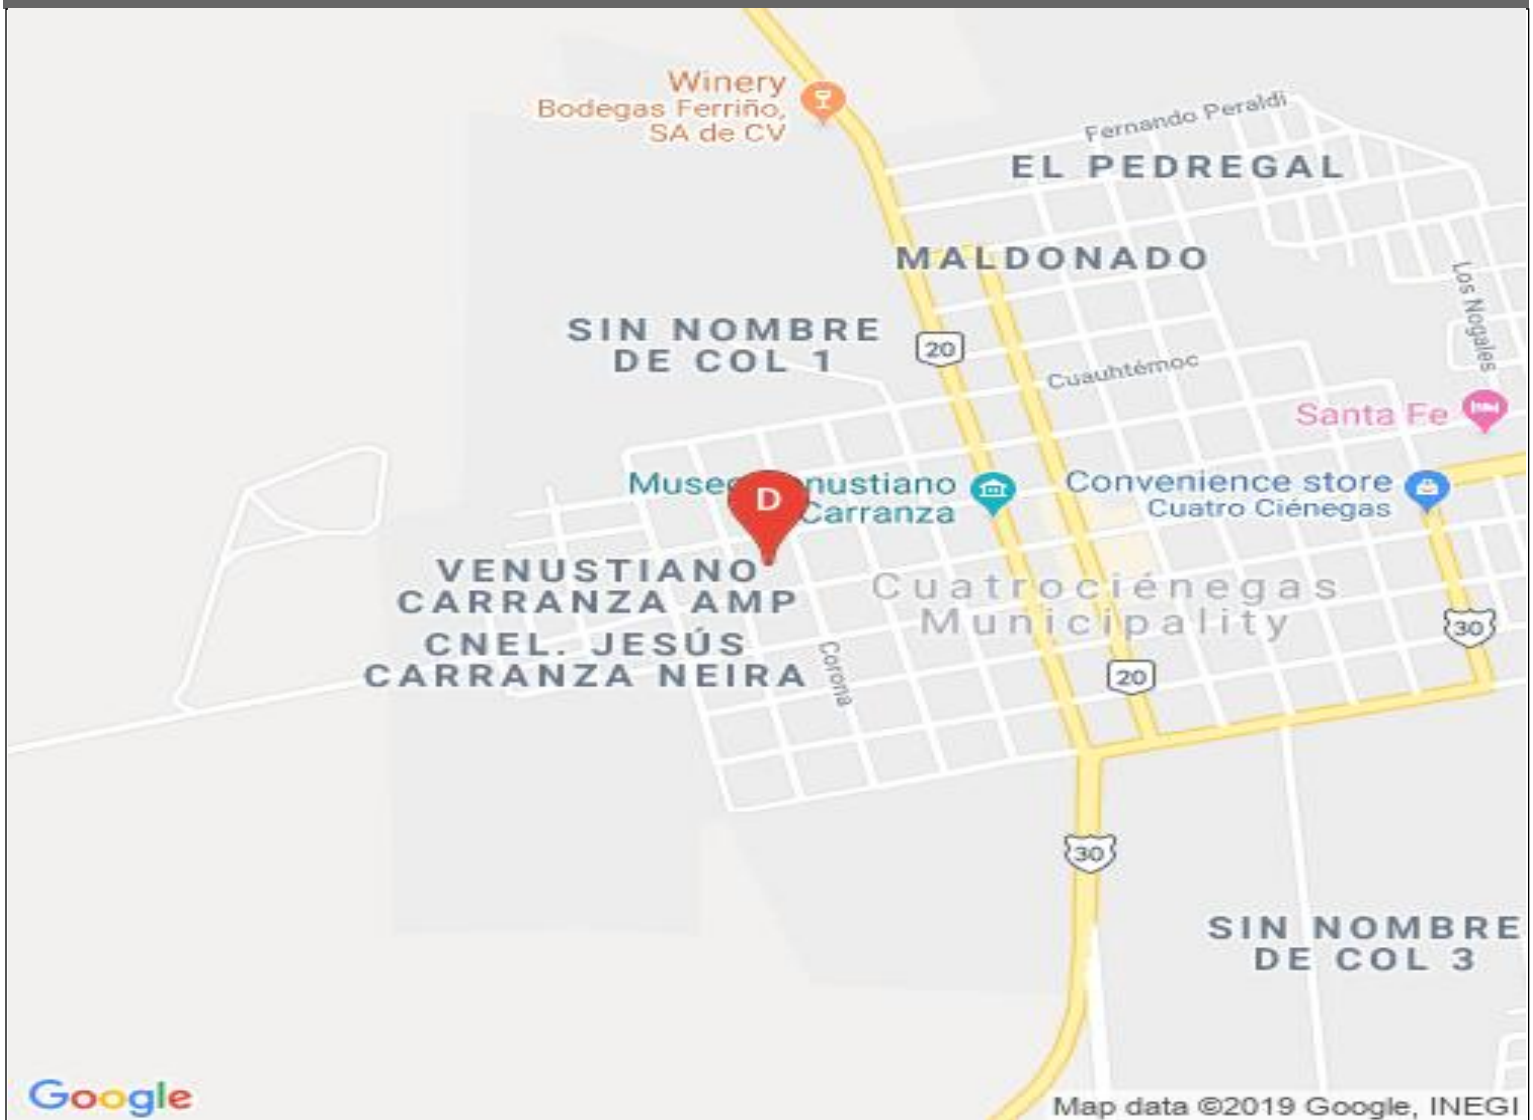 Winery
Bodegas Ferriño,
SA de CV
Fernando Peraldi
EL PEDREGAL
MALDONADO
Los Nogales
SIN NOMBRE
DE COL 1
20
Cuauhtémoc
Santa Fe
Convenience store
Cuatro Ciénegas
nustiano
Carranza
D
VENUSTIANO
CARRANZA AMP
Cuatrociénegas
Municipality
30
CNEL. JESÚS
CARRANZA NEIRA
Corona
20
30
SIN NOMBRE
DE COL 3
Google
Map data ©2019 Google, INEGI